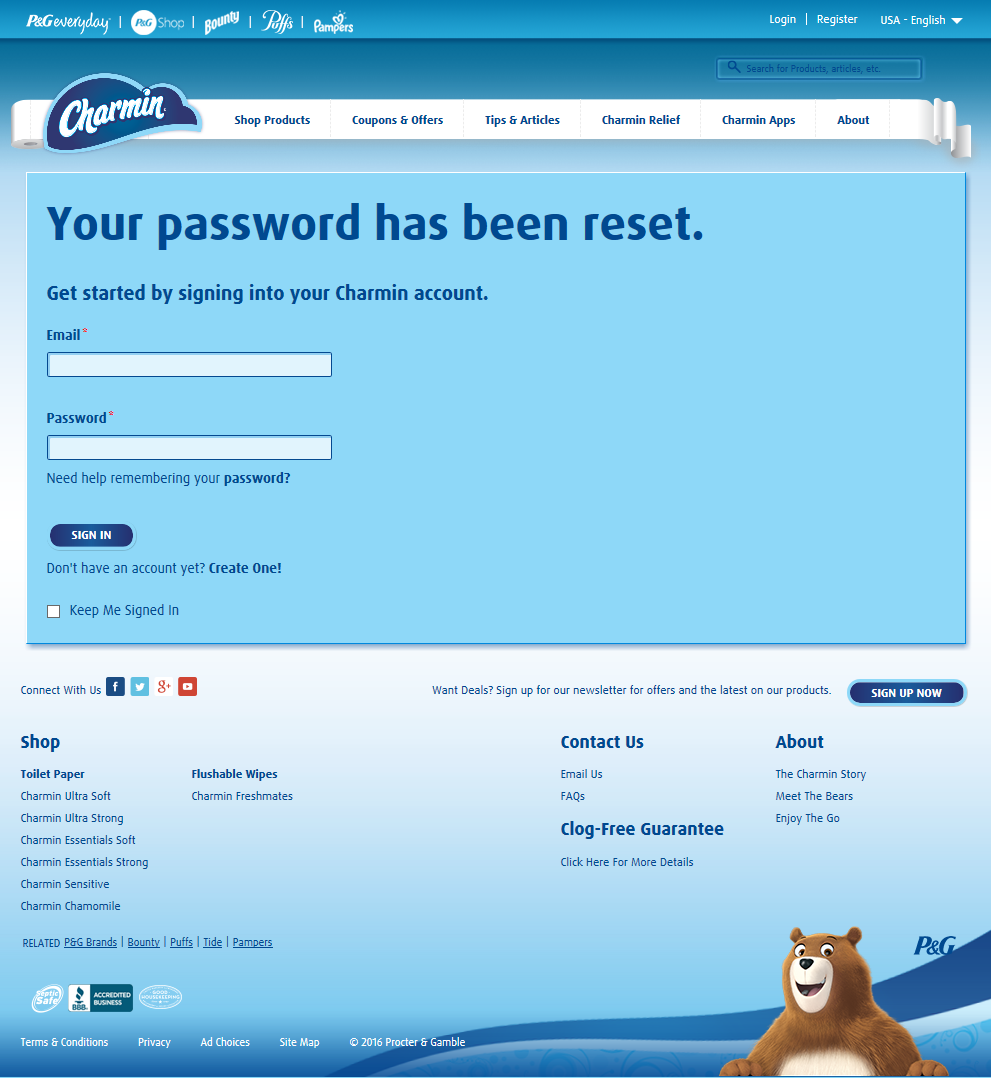 P&G everyday | P&G Shop | Bounty | Puffs | Pampers
Login | Register USA - English
Search for Products, articles, etc.
Charmin
Shop Products Coupons & Offers Tips & Articles Charmin Relief Charmin Apps About
Your password has been reset.
Get started by signing into your Charmin account.
Email *
Password *
Need help remembering your password?
SIGN IN
Don't have an account yet? Create One!
Keep Me Signed In
Connect With Us f g+
Want Deals? Sign up for our newsletter for offers and the latest on our products. SIGN UP NOW
Shop
Toilet Paper
Charmin Ultra Soft
Charmin Ultra Strong
Charmin Essentials Soft
Charmin Essentials Strong
Charmin Sensitive
Charmin Chamomile
Flushable Wipes
Charmin Freshmates
Contact Us
Email Us
FAQs
Clog-Free Guarantee
Click Here For More Details
About
The Charmin Story
Meet The Bears
Enjoy The Go
RELATED P&G Brands | Bounty | Puffs | Tide | Pampers
P&G
Septic Safe
BBB. ACCREDITED BUSINESS
GOOD HOUSEKEEPING
Terms & Conditions Privacy Ad Choices Site Map © 2016 Procter & Gamble